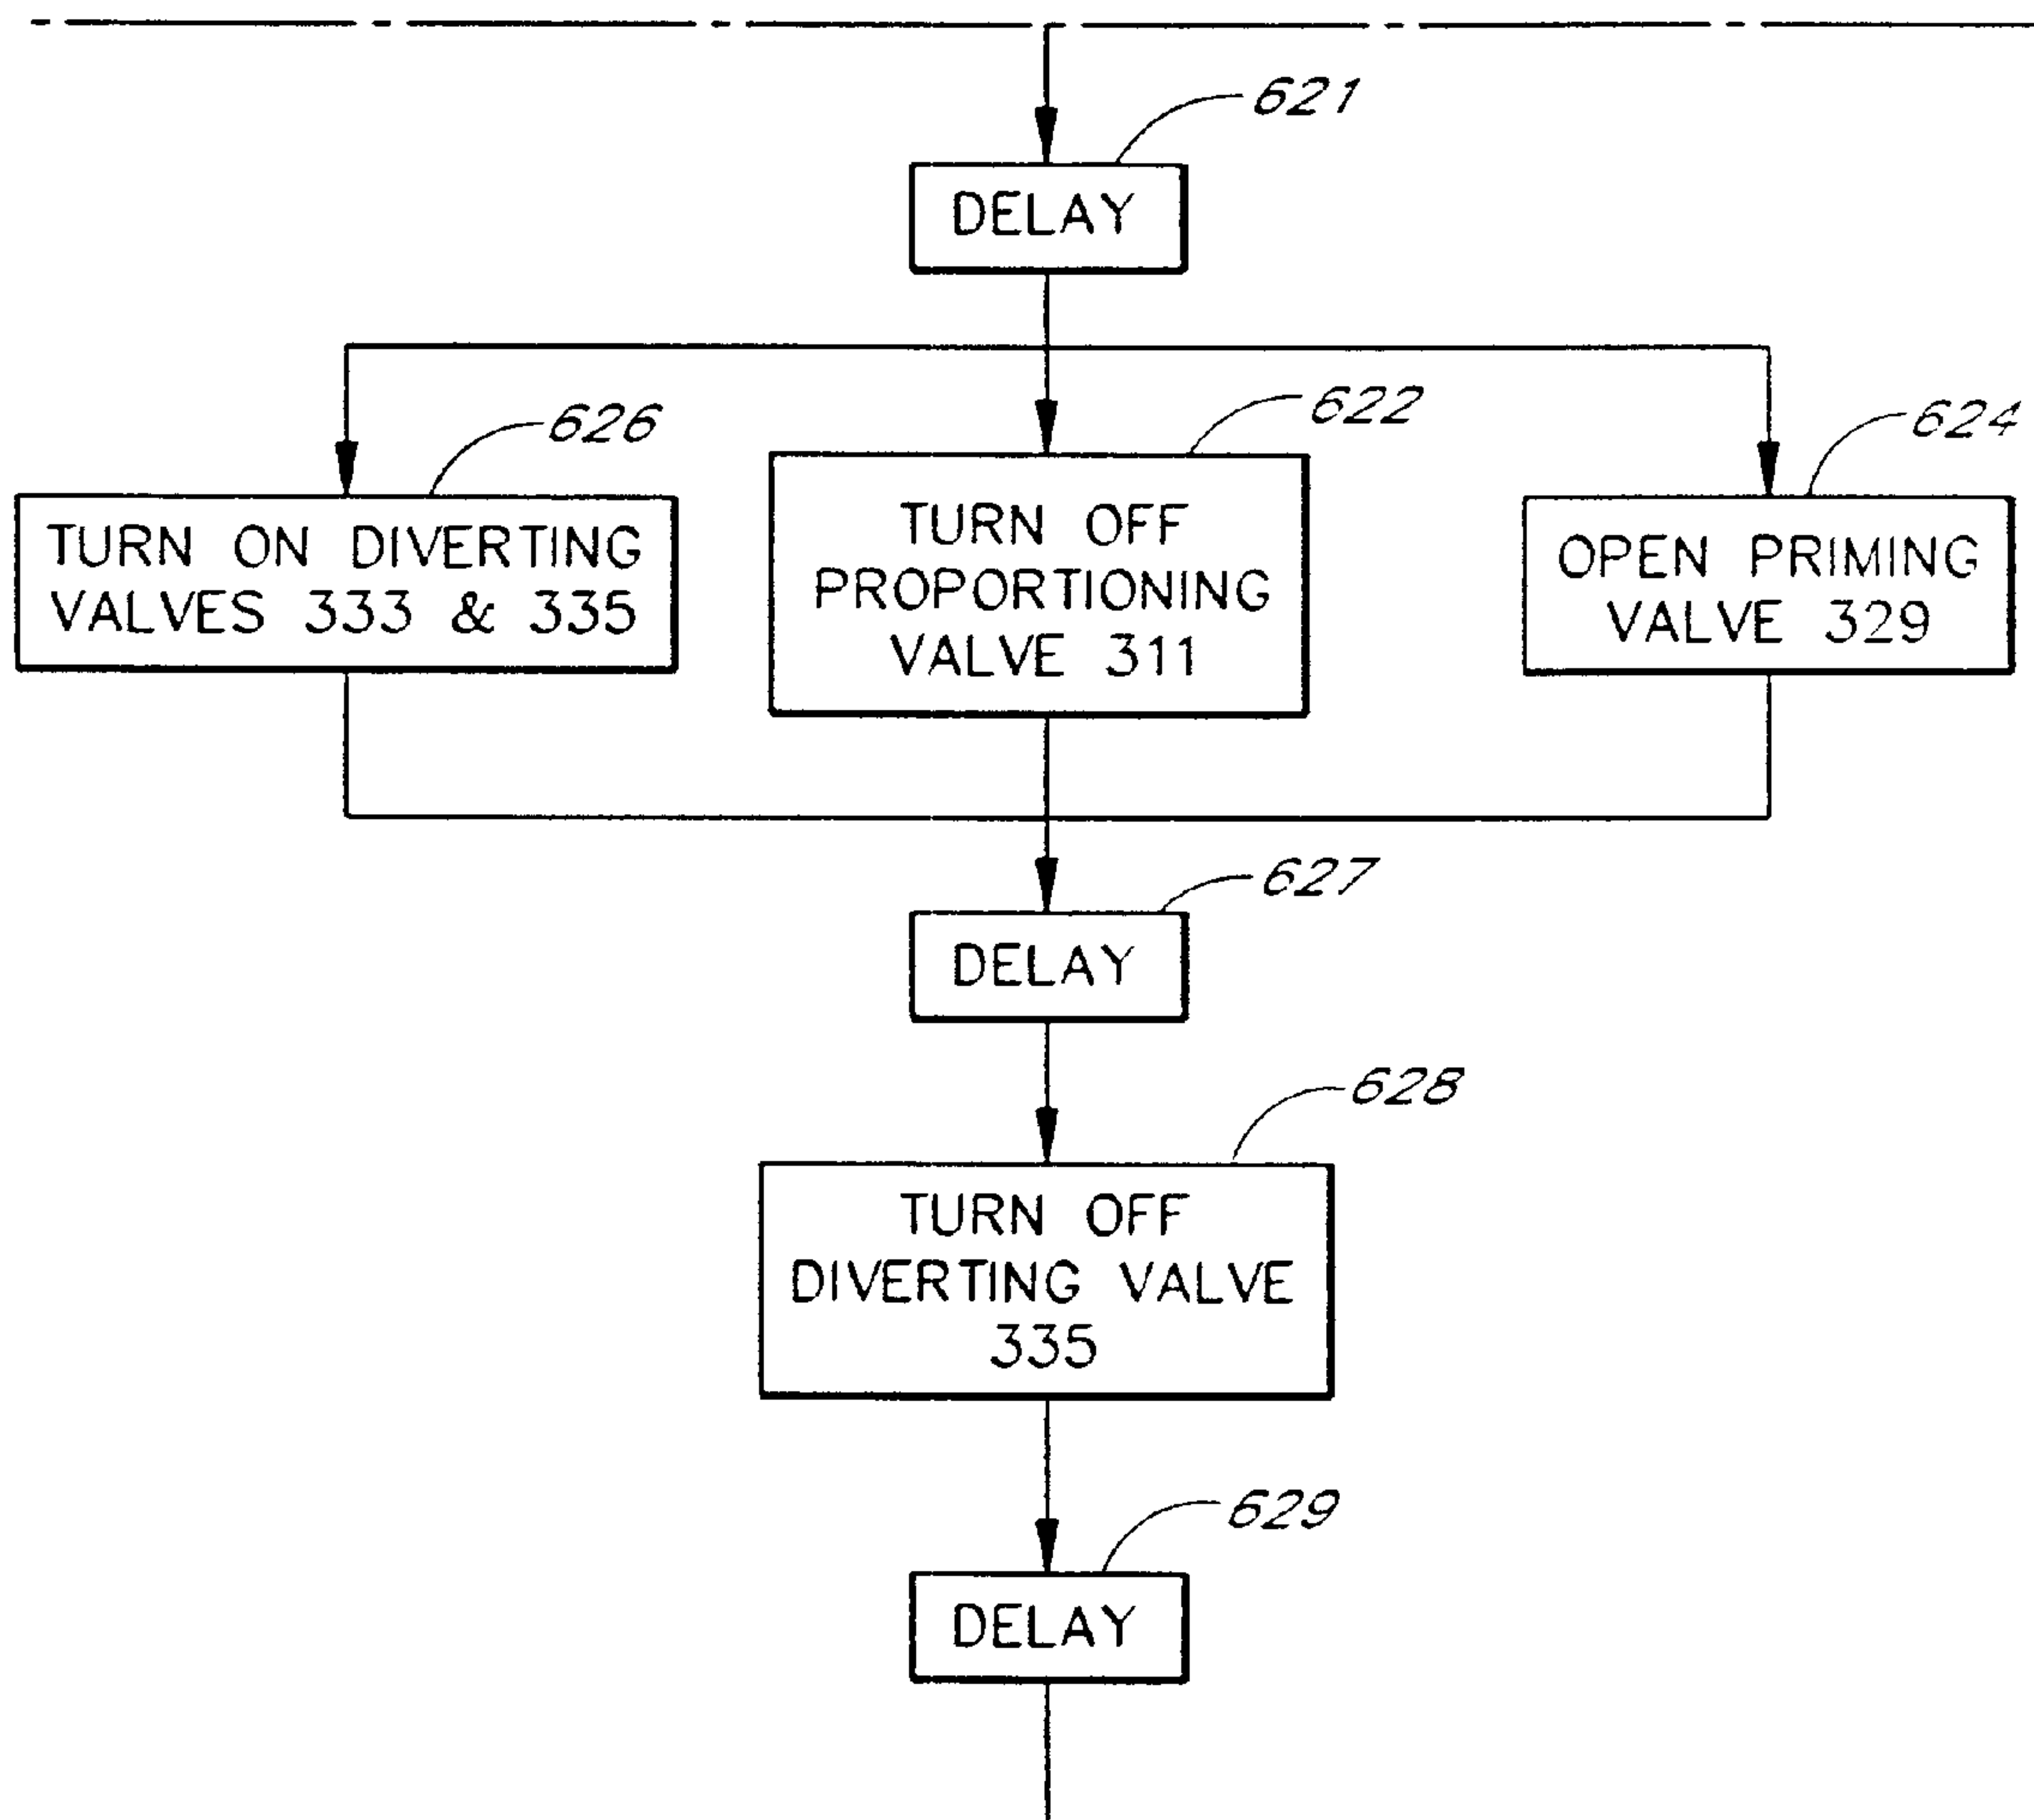 621
DELAY
626
622
624
TURN ON DIVERTING
VALVES 333 & 335
TURN OFF
PROPORTIONING
VALVE 311
OPEN PRIMING
VALVE 329
627
DELAY
628
TURN OFF
DIVERTING VALVE
335
629
DELAY